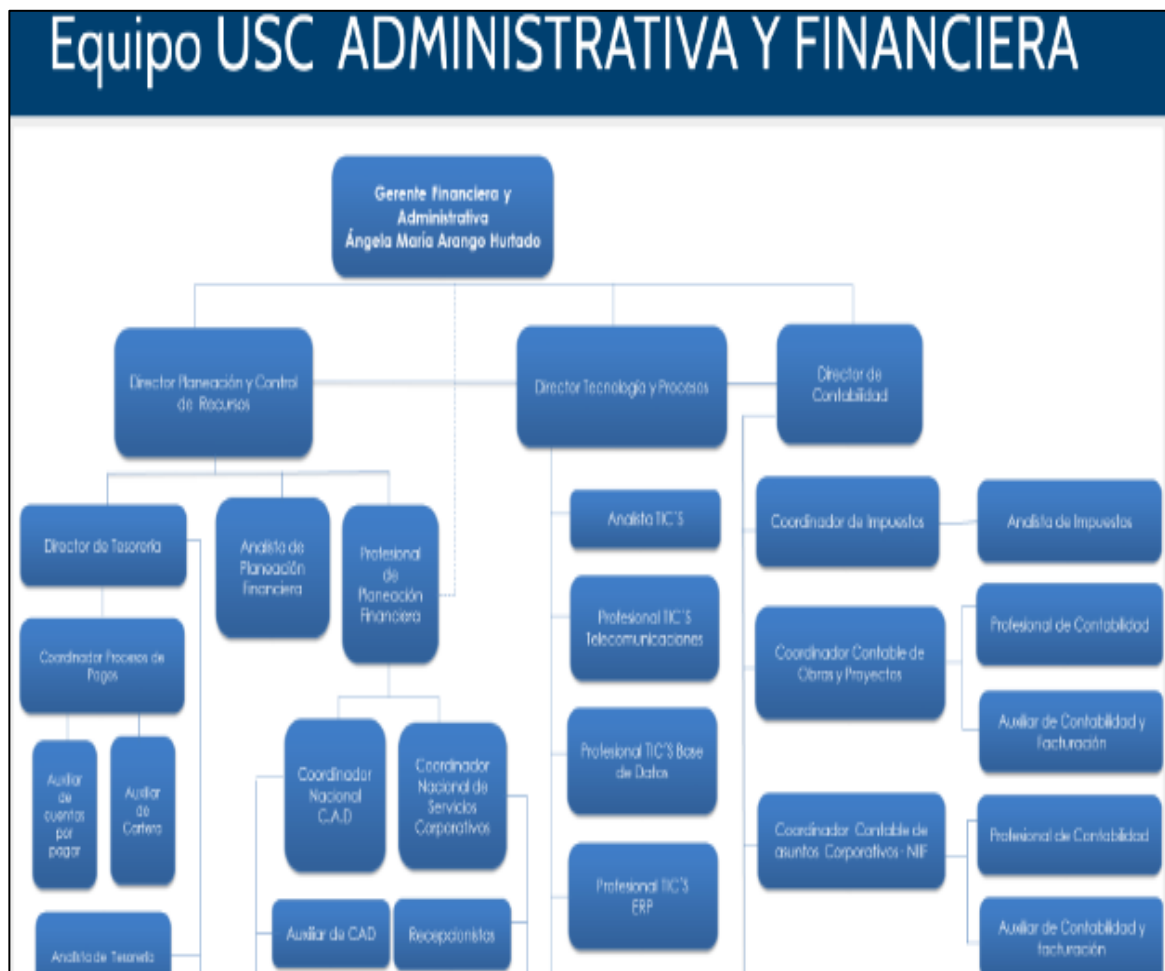 Equipo USC ADMINISTRATIVA Y FINANCIERA
Gerente Financiera y
Administrativa
Ángela María Arango Hurtado
Director Planeación y Control
de Recursos
Director Tecnología y Procesos
Director de
Contabilidad
Director de Tesorería
Analista de
Planeación
Financiera
Profesional
de
Planeación
Financiera
Analista TIC´S
Coordinador de Impuestos
Analista de Impuestos
Coordinador Procesos de
Pagos
Profesional TIC´S
Telecomunicaciones
Coordinador Contable de
Obras y Proyectos
Profesional de Contabilidad
Auxiliar de Contabilidad y
Facturación
Auxiliar
de
cuentas
por
pagar
Auxiliar
de
Cartera
Coordinador
Nacional
C.A.D
Coordinador
Nacional de
Servicios
Corporativos
Profesional TIC´S Base
de Datos
Coordinador Contable de
asuntos Corporativos- NIIF
Profesional de Contabilidad
Auxiliar de Contabilidad y
facturación
Analista de Tesorería
Auxiliar de CAD
Recepcionistas
Profesional TIC´S
ERP